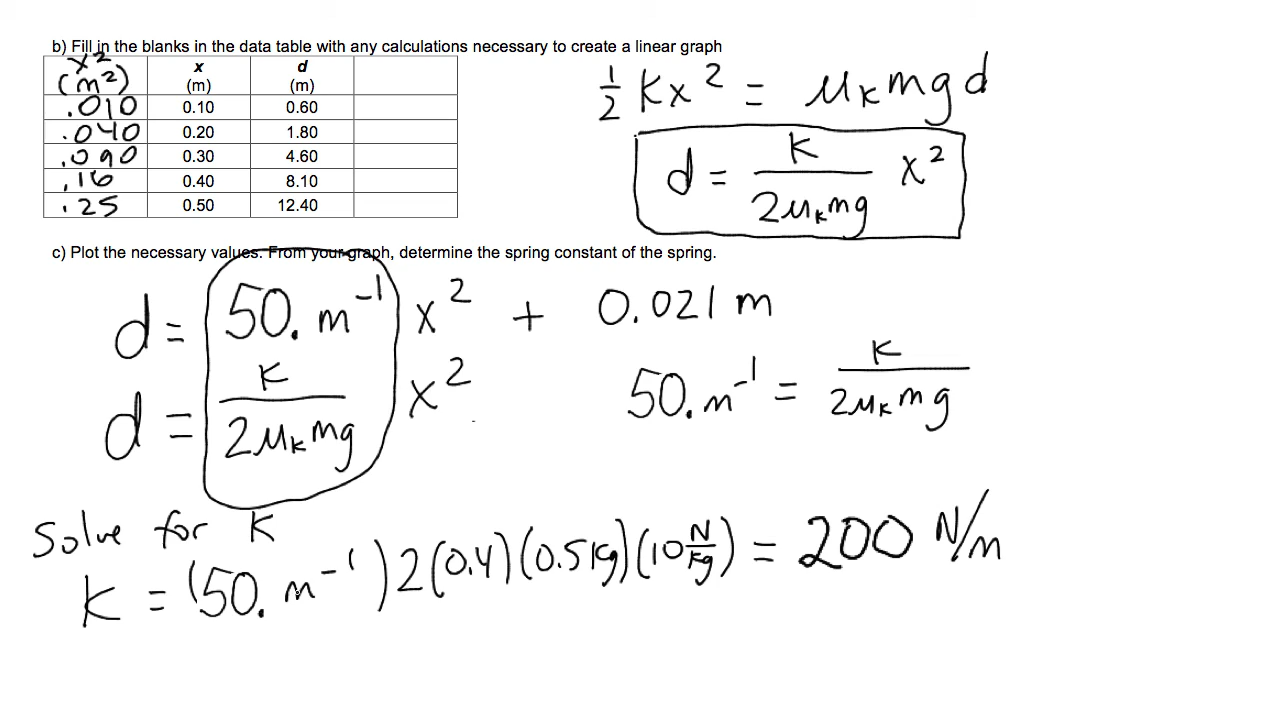 b) Fill in the blanks in the data table with any calculations necessary to create a linear graph
x² (m²) x (m) d (m)
.010 0.10 0.60
.040 0.20 1.80
.090 0.30 4.60
.16 0.40 8.10
.25 0.50 12.40
½ Kx² = μₖmgd
d = K/2μₖmg x²
c) Plot the necessary values. From your graph, determine the spring constant of the spring.
d = 50. m⁻¹ x² + 0.021 m
d = K/2μₖmg x²
50. m⁻¹ = K/2μₖmg
Solve for K
K = (50. m⁻¹)2(0.4)(0.5kg)(10 N/kg) = 200 N/m